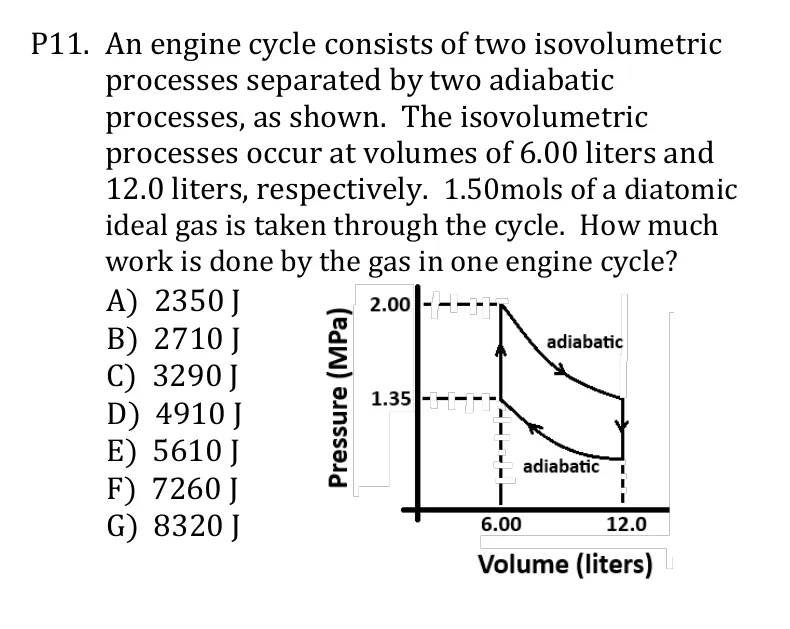 P11. An engine cycle consists of two isovolumetric
processes separated by two adiabatic
processes, as shown. The isovolumetric
processes occur at volumes of 6.00 liters and
12.0 liters, respectively. 1.50mols of a diatomic
ideal gas is taken through the cycle. How much
work is done by the gas in one engine cycle?
A) 2350 J
B) 2710 J
C) 3290 J
D) 4910 J
E) 5610 J
F) 7260 J
G) 8320 J
Pressure (MPa)
2.00
1.35
adiabatic
adiabatic
6.00 12.0
Volume (liters)